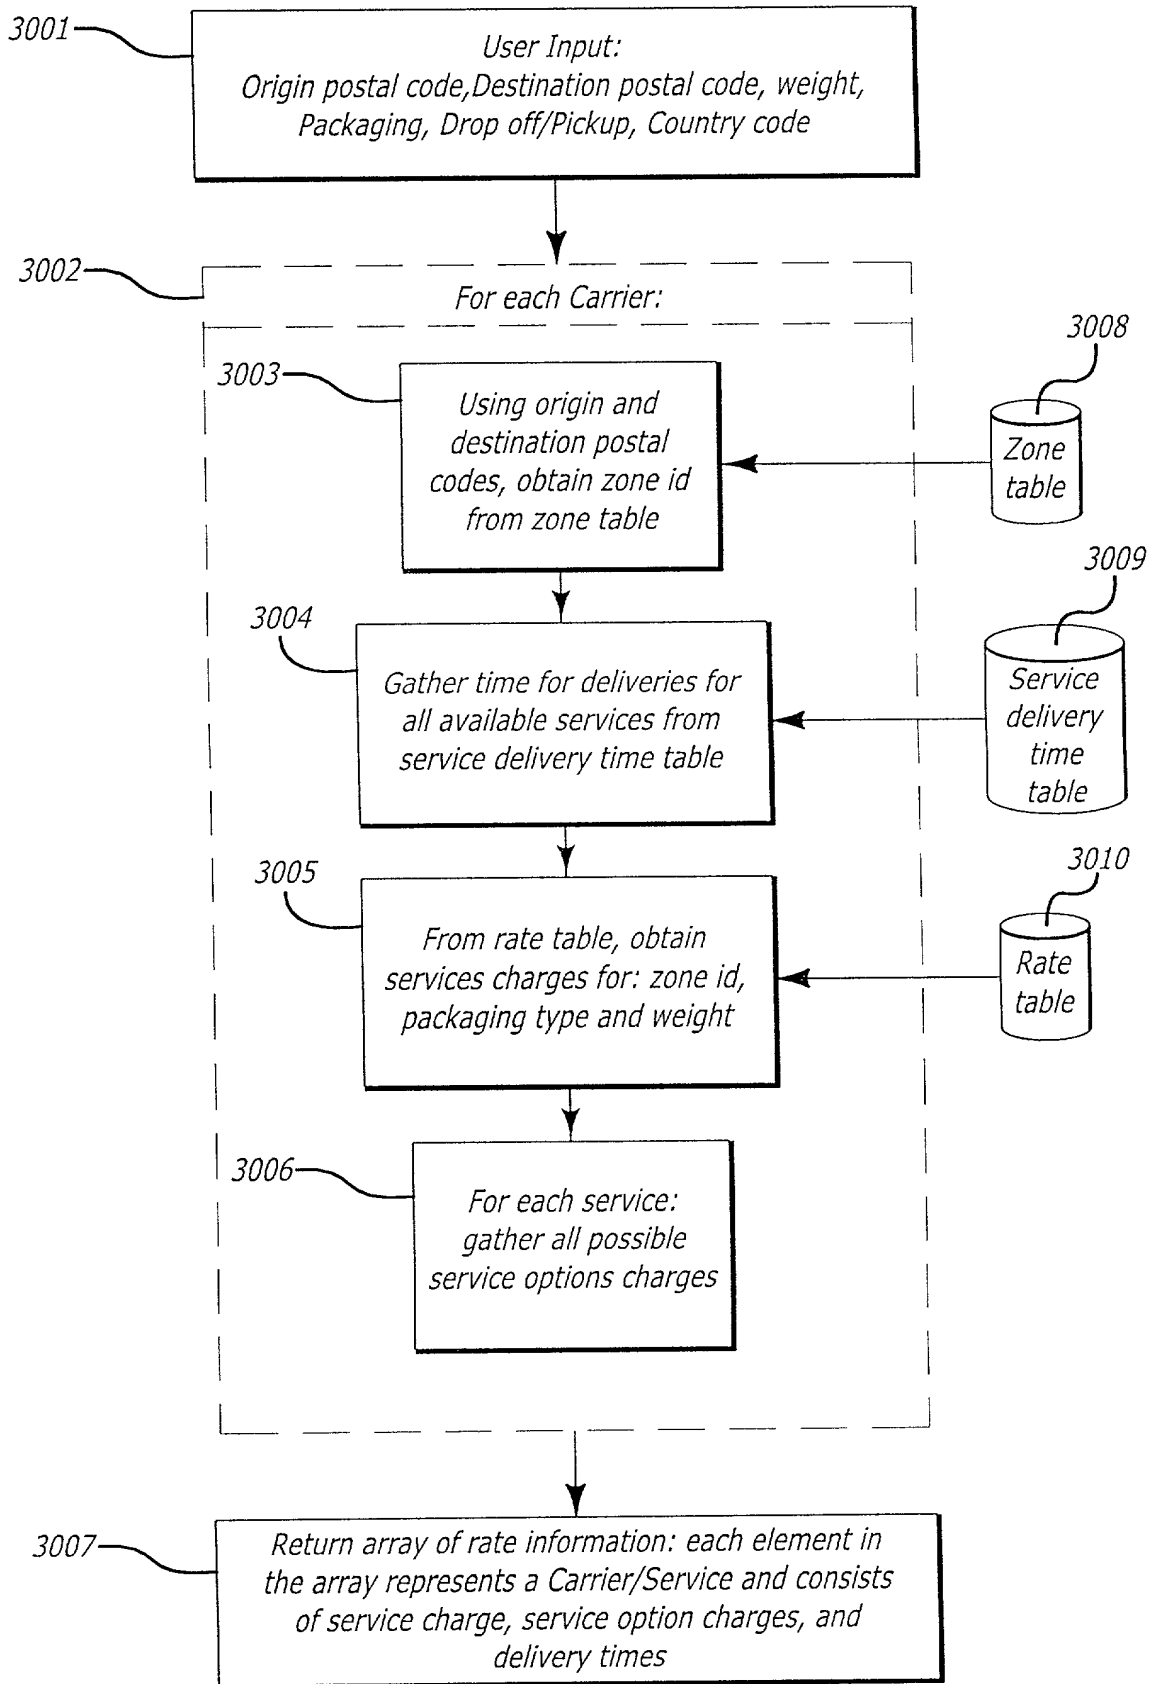 3001
User Input:
Origin postal code,Destination postal code, weight,
Packaging, Drop off/Pickup, Country code
3002
For each Carrier:
3003
Using origin and
destination postal
codes, obtain zone id
from zone table
3008
Zone
table
3004
Gather time for deliveries for
all available services from
service delivery time table
3009
Service
delivery
time
table
3005
From rate table, obtain
services charges for: zone id,
packaging type and weight
3010
Rate
table
3006
For each service:
gather all possible
service options charges
3007
Return array of rate information: each element in
the array represents a Carrier/Service and consists
of service charge, service option charges, and
delivery times